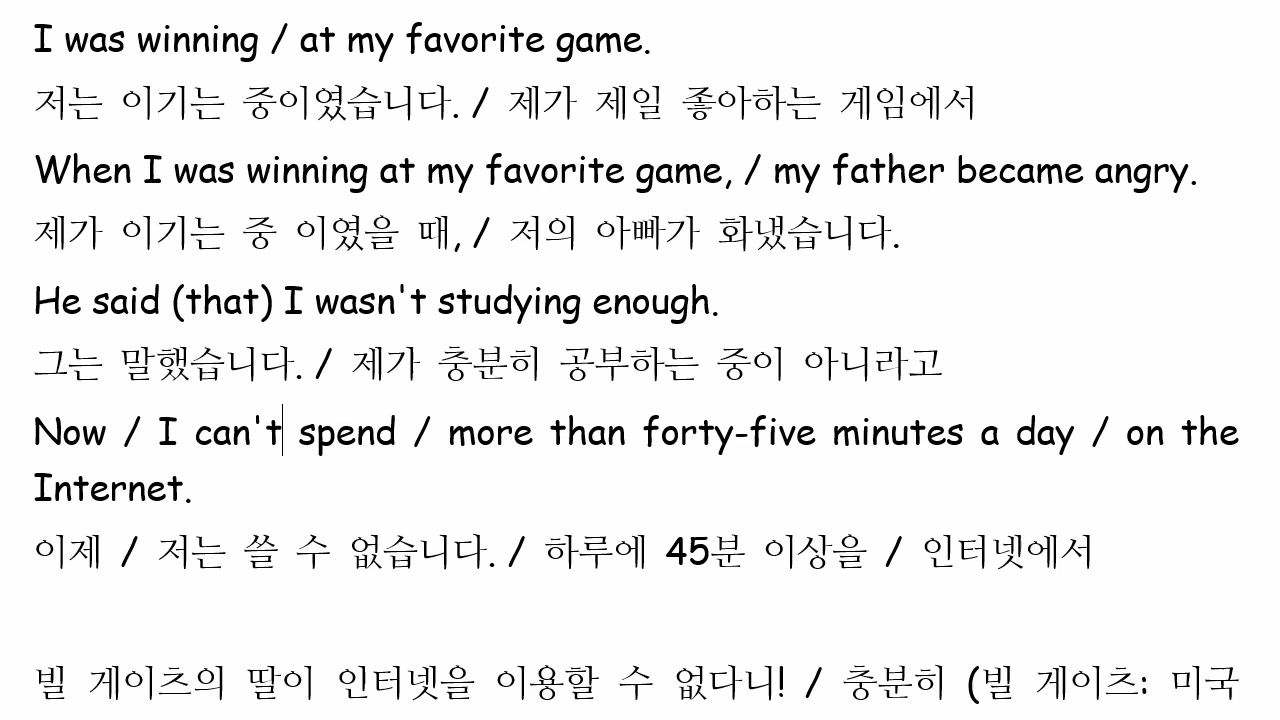 I was winning / at my favorite game.
저는 이기는 중이였습니다. / 제가 제일 좋아하는 게임에서
When I was winning at my favorite game, / my father became angry.
제가 이기는 중 이였을 때, / 저의 아빠가 화냈습니다.
He said (that) I wasn't studying enough.
그는 말했습니다. / 제가 충분히 공부하는 중이 아니라고
Now / I can't spend / more than forty-five minutes a day / on the
Internet.
이제 / 저는 쓸 수 없습니다. / 하루에 45분 이상을 / 인터넷에서
빌 게이츠의 딸이 인터넷을 이용할 수 없다니! / 충분히 (빌 게이츠: 미국